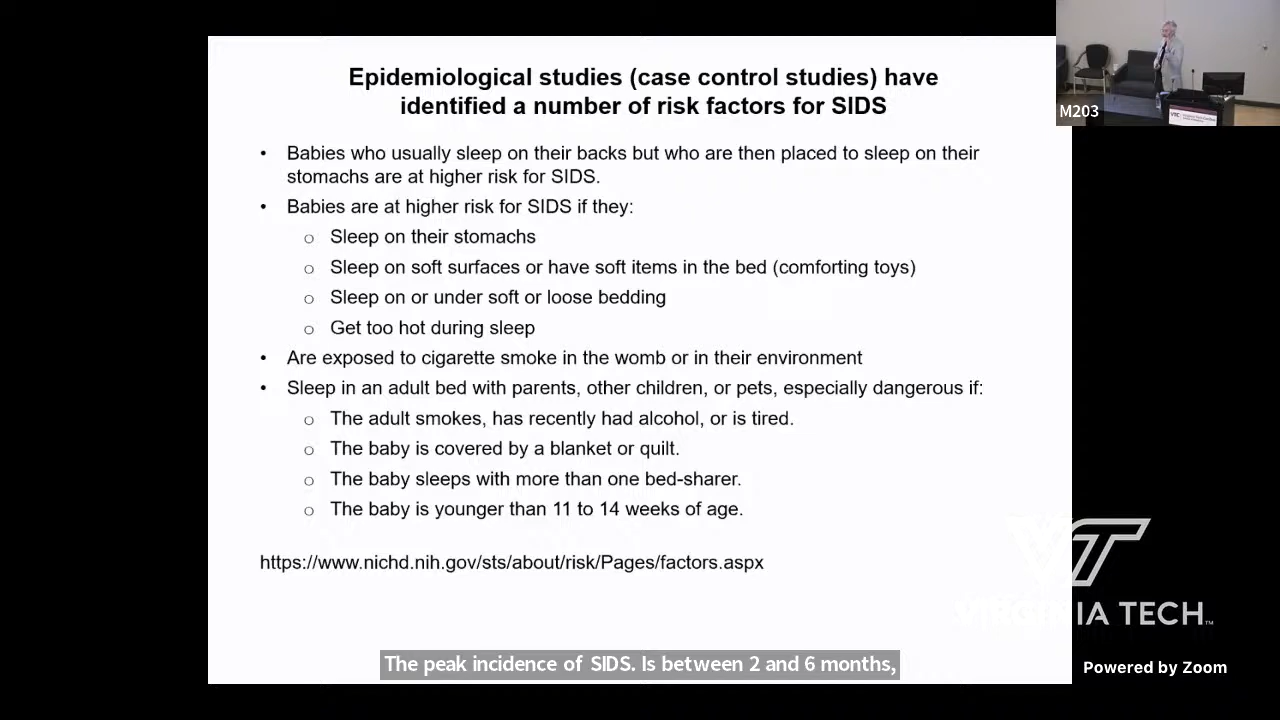 Epidemiological studies (case control studies) have
identified a number of risk factors for SIDS
• Babies who usually sleep on their backs but who are then placed to sleep on their
stomachs are at higher risk for SIDS.
• Babies are at higher risk for SIDS if they:
o Sleep on their stomachs
o Sleep on soft surfaces or have soft items in the bed (comforting toys)
o Sleep on or under soft or loose bedding
o Get too hot during sleep
• Are exposed to cigarette smoke in the womb or in their environment
• Sleep in an adult bed with parents, other children, or pets, especially dangerous if:
o The adult smokes, has recently had alcohol, or is tired.
o The baby is covered by a blanket or quilt.
o The baby sleeps with more than one bed-sharer.
o The baby is younger than 11 to 14 weeks of age.
https://www.nichd.nih.gov/sts/about/risk/Pages/factors.aspx
The peak incidence of SIDS. Is between 2 and 6 months,
M203
VTC
VT
VIRGINIA TECH™
Powered by Zoom